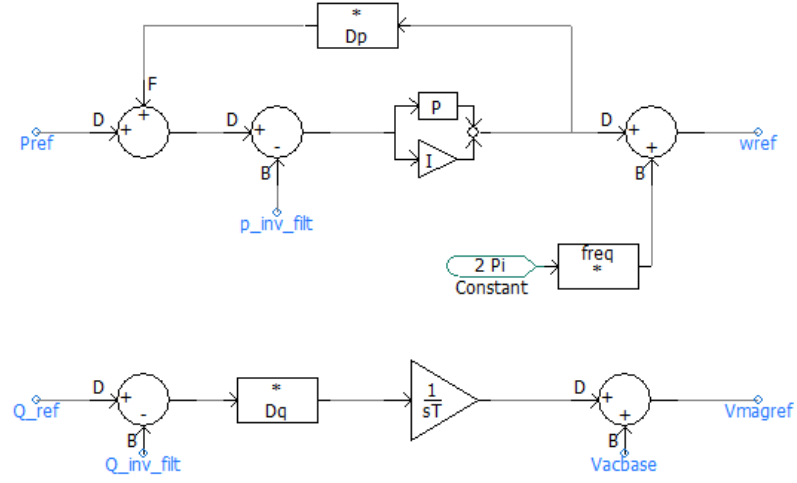 *
Dp
F
D
+
+
Pref
D
+
-
B
p_inv_filt
P
I
D
+
+
B
wref
2 Pi
Constant
freq
*
D
+
-
B
Q_ref
Q_inv_filt
*
Dq
1
sT
D
+
+
B
Vacbase
Vmagref